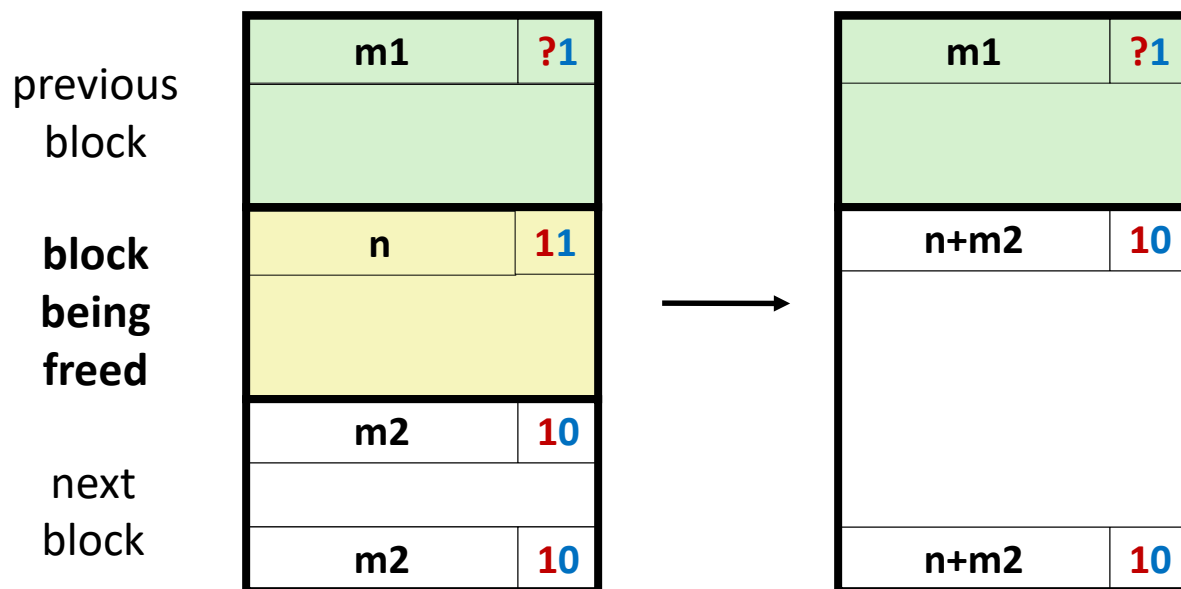 previous
block
block
being
freed
next
block
m1 ?1
n 11
m2 10
m2 10
m1 ?1
n+m2 10
n+m2 10